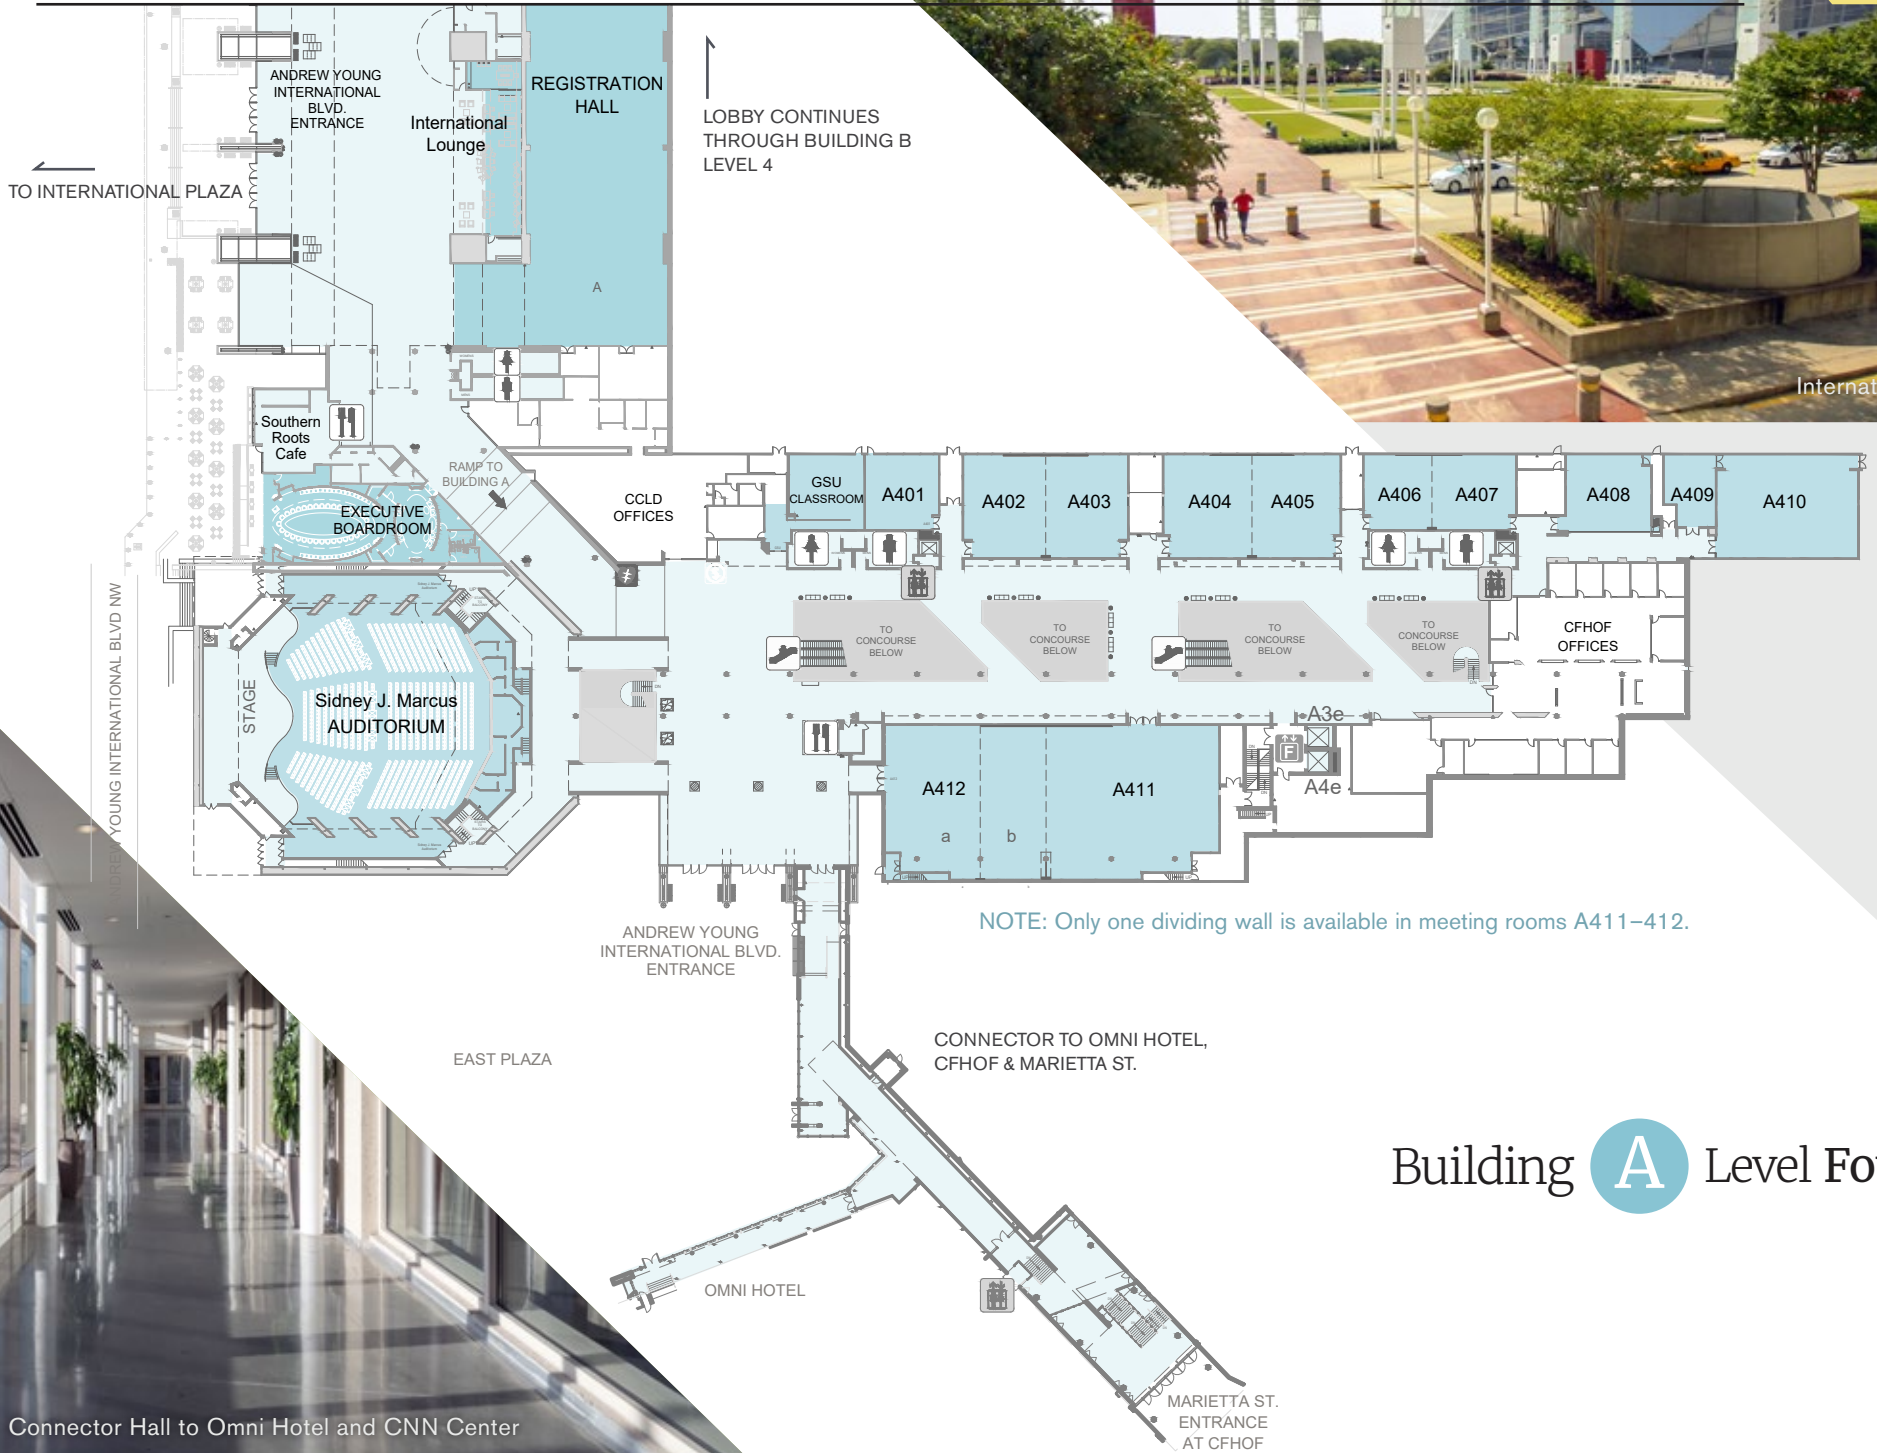 ANDREW YOUNG
INTERNATIONAL
BLVD.
ENTRANCE
International
Lounge
REGISTRATION
HALL
A
LOBBY CONTINUES
THROUGH BUILDING B
LEVEL 4
TO INTERNATIONAL PLAZA
Internat
Southern
Roots
Cafe
RAMP TO
BUILDING A
EXECUTIVE
BOARDROOM
CCLD
OFFICES
GSU
CLASSROOM
A401
A402
A403
A404
A405
A406
A407
A408
A409
A410
TO
CONCOURSE
BELOW
TO
CONCOURSE
BELOW
TO
CONCOURSE
BELOW
TO
CONCOURSE
BELOW
CFHOF
OFFICES
ANDREW YOUNG INTERNATIONAL BLVD NW
STAGE
Sidney J. Marcus
AUDITORIUM
A3e
F
A4e
A412
A411
a
b
NOTE: Only one dividing wall is available in meeting rooms A411–412.
ANDREW YOUNG
INTERNATIONAL BLVD.
ENTRANCE
EAST PLAZA
CONNECTOR TO OMNI HOTEL,
CFHOF & MARIETTA ST.
Building A Level Fo
OMNI HOTEL
MARIETTA ST.
ENTRANCE
AT CFHOF
Connector Hall to Omni Hotel and CNN Center